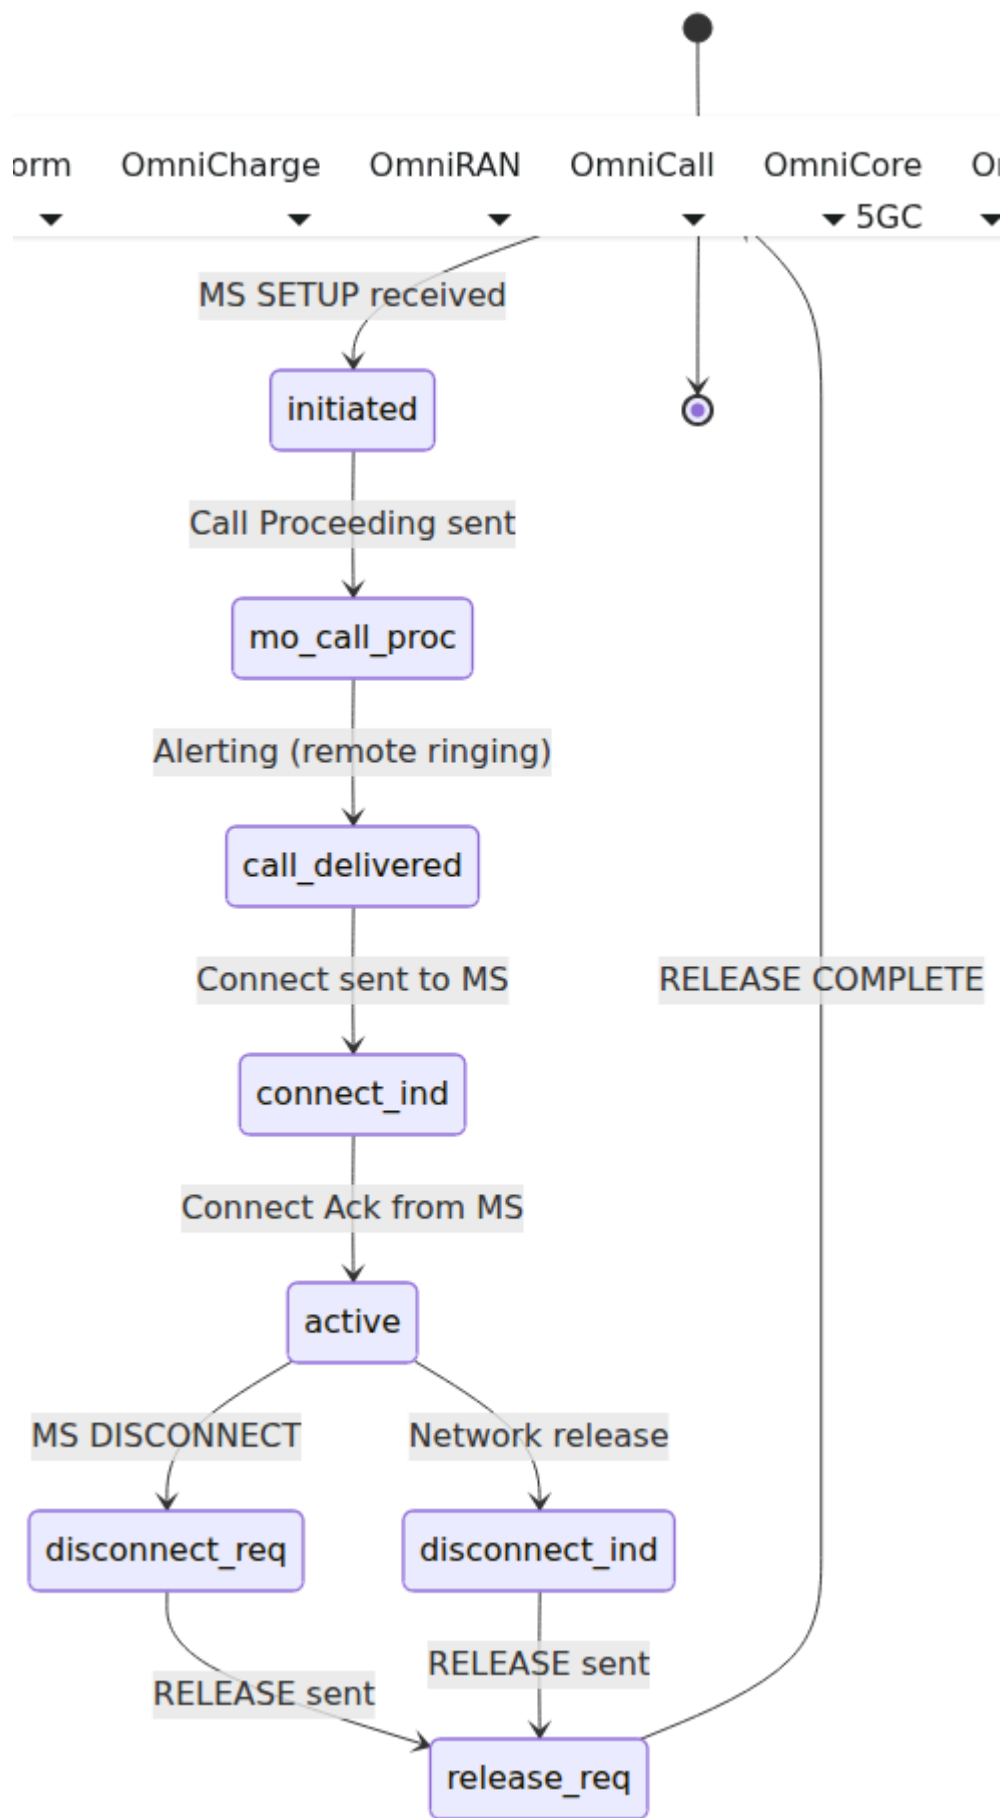 orm OmniCharge OmniRAN OmniCall OmniCore
5GC
MS SETUP received
initiated
Call Proceeding sent
mo_call_proc
Alerting (remote ringing)
call_delivered
Connect sent to MS
RELEASE COMPLETE
connect_ind
Connect Ack from MS
active
MS DISCONNECT
Network release
disconnect_req
disconnect_ind
RELEASE sent
RELEASE sent
release_req